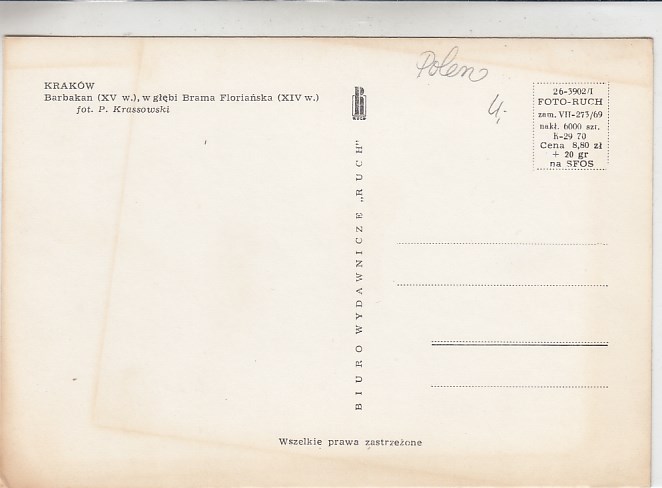 Polen
4,-
KRAKÓW
Barbakan (XV w.), w głębi Brama Floriańska (XIV w.)
fot. P. Krassowski
26-3902/I
FOTO-RUCH
zam. VII-273/69
nakł. 6000 szt.
K-29 70
Cena 8,80 zł
+ 20 gr
na SFOS
BIURO WYDAWNICZE „RUCH"
Wszelkie prawa zastrzeżone